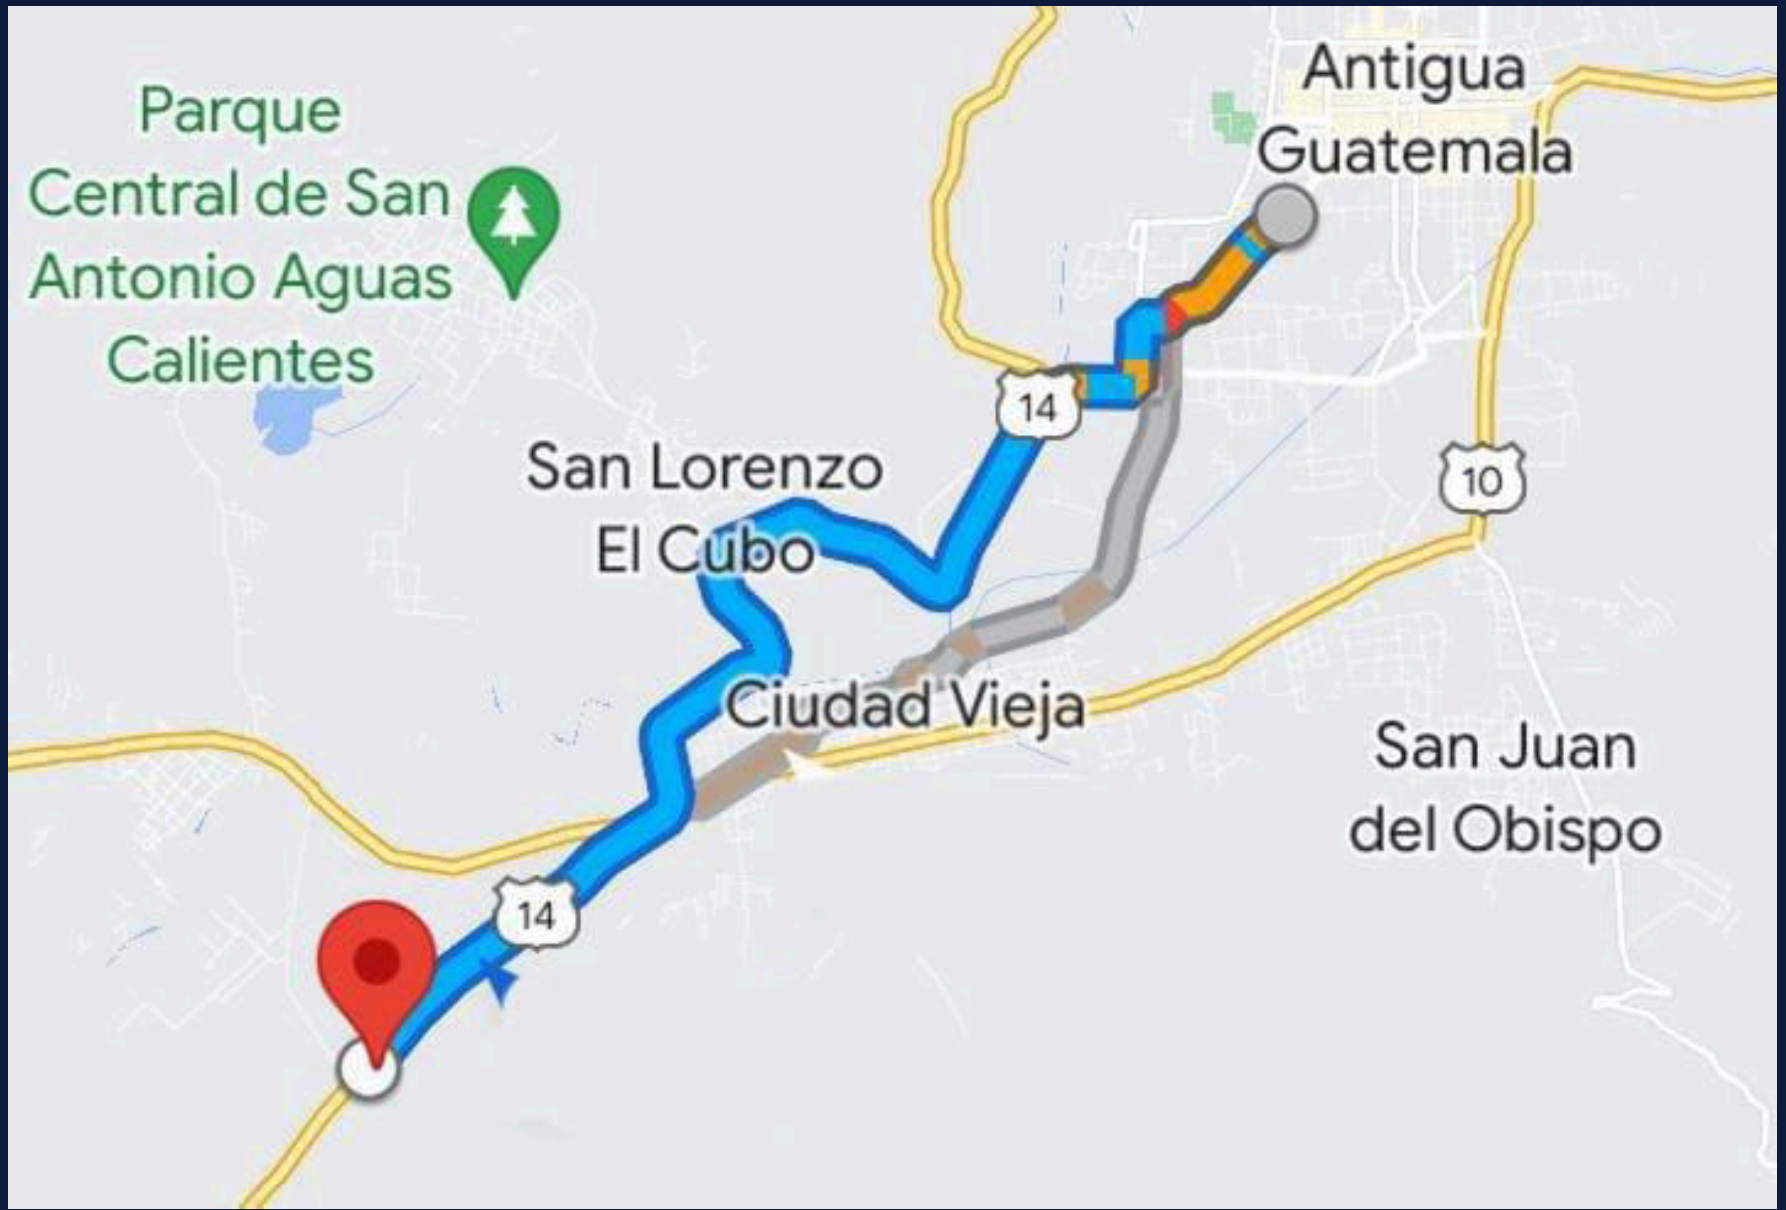 Antigua
Guatemala
Parque
Central de San
Antonio Aguas
Calientes
14
San Lorenzo
El Cubo
10
Ciudad Vieja
San Juan
del Obispo
14